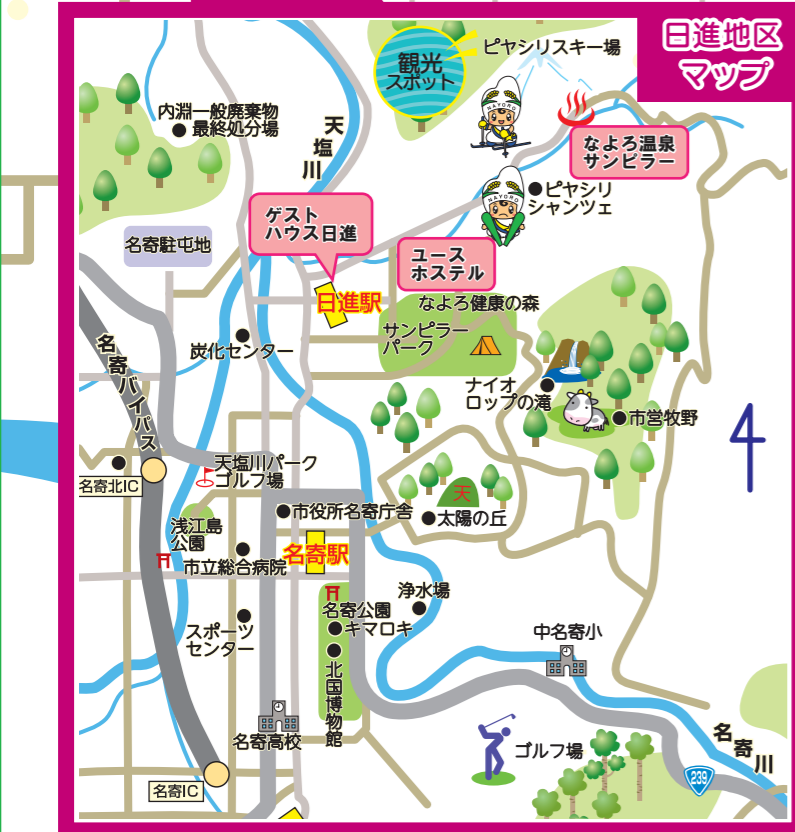 日進地区
マップ
観光
スポット
ピヤシリスキー場
NAYORO
なよろ温泉
サンピラー
内淵一般廃棄物
最終処分場
天塩川
ピヤシリ
シャンツェ
NAYORO
ゲスト
ハウス日進
名寄駐屯地
ユース
ホステル
日進駅
なよろ健康の森
サンピラー
パーク
炭化センター
名寄バイパス
ナイオ
ロップの滝
市営牧野
天塩川パーク
ゴルフ場
名寄北IC
天
太陽の丘
市役所名寄庁舎
浅江島
公園
名寄駅
市立総合病院
浄水場
名寄公園
キマロキ
スポーツ
センター
中名寄小
北国博物館
名寄高校
ゴルフ場
名寄川
239
名寄IC